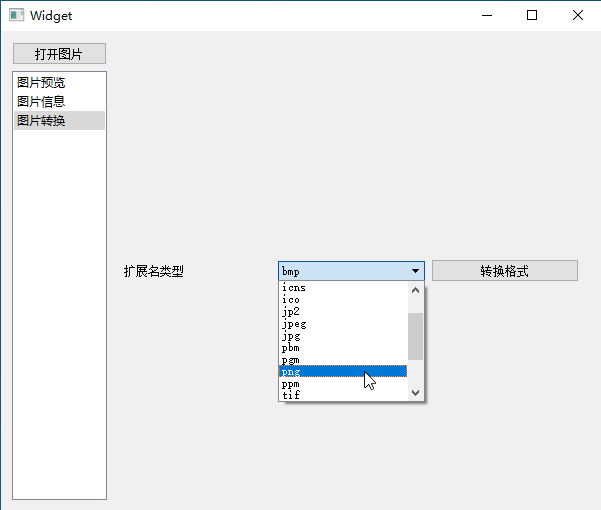 Widget
打开图片
图片预览
图片信息
图片转换
扩展名类型
bmp
转换格式
icns
ico
jp2
jpeg
jpg
pbm
pgm
png
ppm
tif